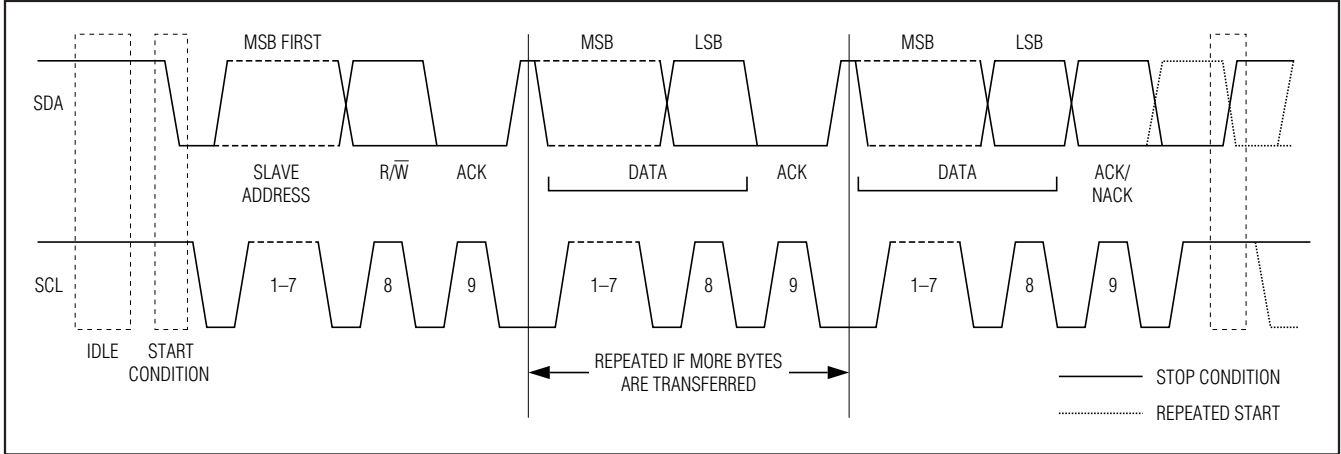 MSB FIRST
MSB
LSB
MSB
LSB
SDA
SLAVE
ADDRESS
R/W̅
ACK
DATA
ACK
DATA
ACK/
NACK
SCL
1–7
8
9
1–7
8
9
1–7
8
9
IDLE
START
CONDITION
REPEATED IF MORE BYTES
ARE TRANSFERRED
STOP CONDITION
REPEATED START